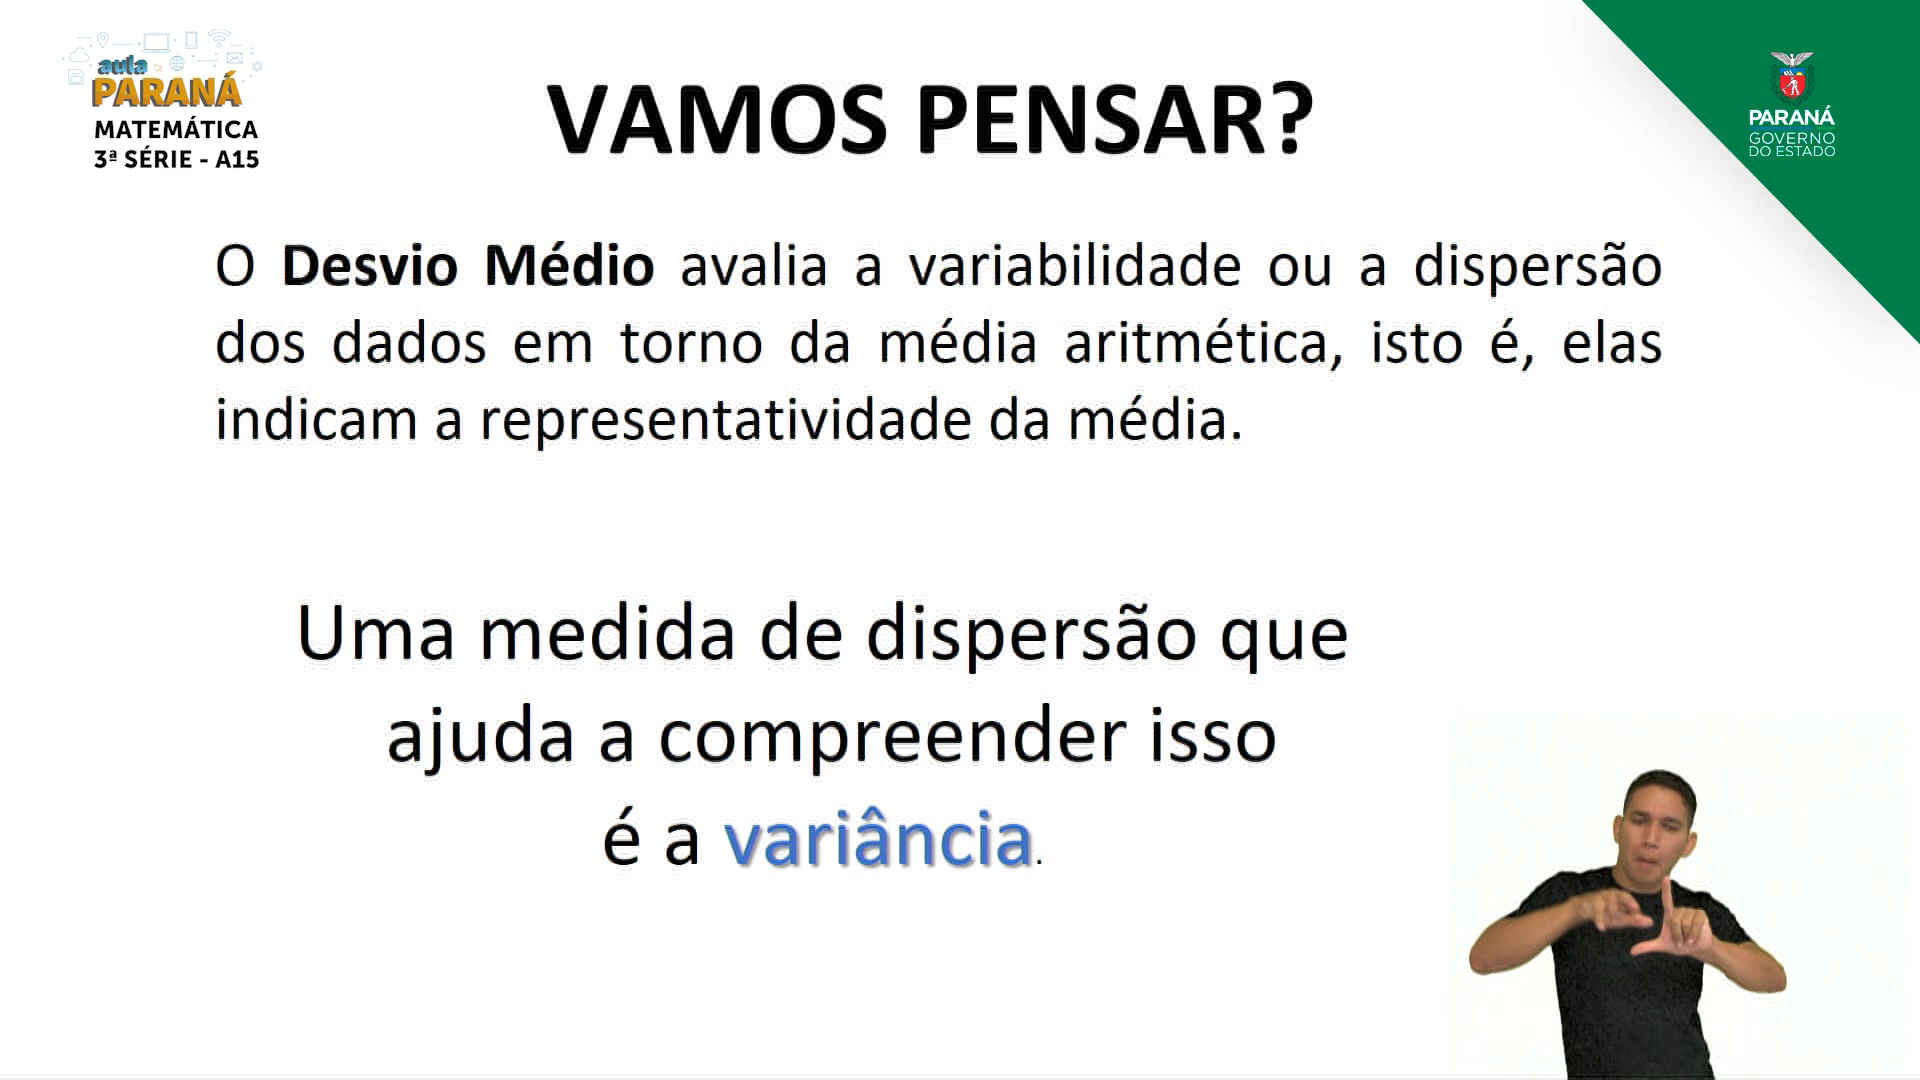 aula
PARANÁ
MATEMÁTICA
3ª SÉRIE - A15
VAMOS PENSAR?
PARANÁ
GOVERNO
DO ESTADO
O Desvio Médio avalia a variabilidade ou a dispersão
dos dados em torno da média aritmética, isto é, elas
indicam a representatividade da média.
Uma medida de dispersão que
ajuda a compreender isso
é a variância.